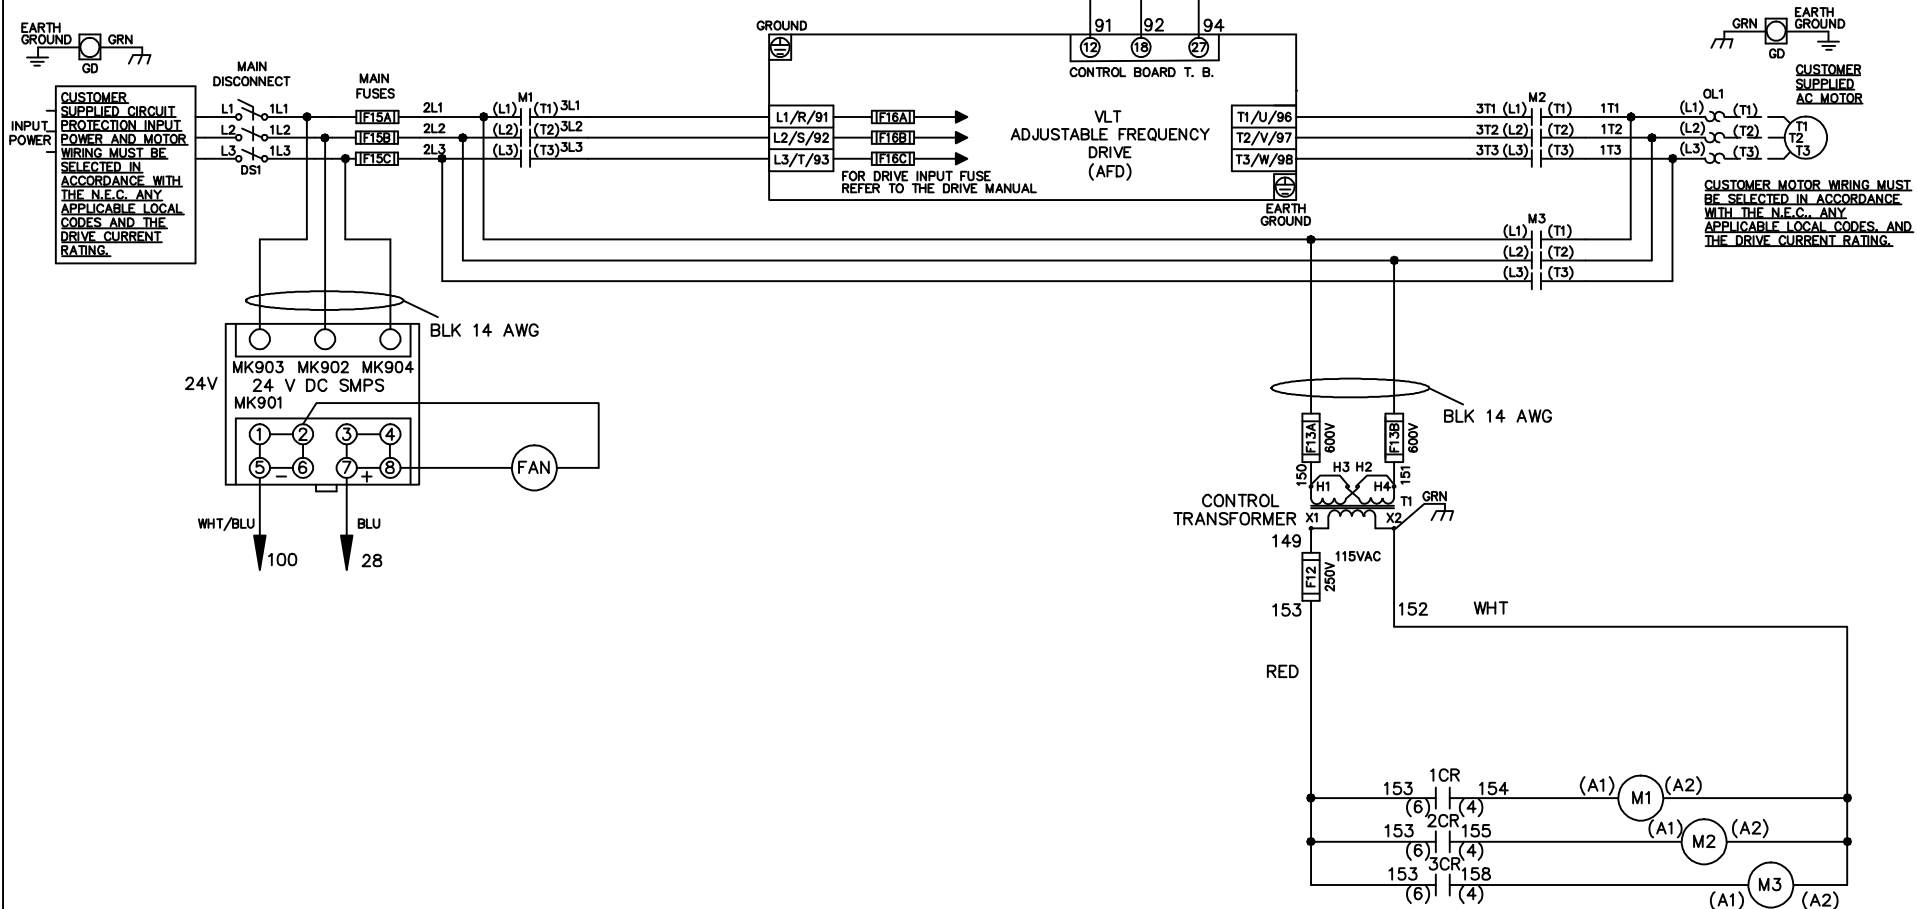 EARTH
GROUND
GRN
GD
MAIN
DISCONNECT
MAIN
FUSES
INPUT
POWER
CUSTOMER
SUPPLIED CIRCUIT
PROTECTION INPUT
POWER AND MOTOR
WIRING MUST BE
SELECTED IN
ACCORDANCE WITH
THE N.E.C. ANY
APPLICABLE LOCAL
CODES AND THE
DRIVE CURRENT
RATING.
L1 1L1
L2 1L2
L3 1L3
DS1
F15A
F15B
F15C
2L1
2L2
2L3
M1
(L1) (T1) 3L1
(L2) (T2) 3L2
(L3) (T3) 3L3
GROUND
91 92 94
12 18 27
CONTROL BOARD T. B.
L1/R/91 F16A
L2/S/92 F16B
L3/T/93 F16C
FOR DRIVE INPUT FUSE
REFER TO THE DRIVE MANUAL
VLT
ADJUSTABLE FREQUENCY
DRIVE
(AFD)
T1/U/96
T2/V/97
T3/W/98
EARTH
GROUND
M2
3T1 (L1) (T1) 1T1
3T2 (L2) (T2) 1T2
3T3 (L3) (T3) 1T3
M3
(L1) (T1)
(L2) (T2)
(L3) (T3)
OL1
(L1) (T1)
(L2) (T2)
(L3) (T3)
T1
T2
T3
GRN
EARTH
GROUND
GD
CUSTOMER
SUPPLIED
AC MOTOR
CUSTOMER MOTOR WIRING MUST
BE SELECTED IN ACCORDANCE
WITH THE N.E.C., ANY
APPLICABLE LOCAL CODES, AND
THE DRIVE CURRENT RATING.
BLK 14 AWG
MK903 MK902 MK904
24V
24 V DC SMPS
MK901
1 2 3 4
5 - 6 7 + 8
FAN
WHT/BLU
BLU
100
28
BLK 14 AWG
F13A
600V
F13B
600V
150
151
H3 H2
H1 H4
T1
GRN
CONTROL
TRANSFORMER
X1 X2
149
115VAC
F12
250V
153
152
WHT
RED
1CR
153 154
(6) (4)
(A1) M1 (A2)
2CR
153 155
(6) (4)
(A1) M2 (A2)
3CR
153 158
(6) (4)
(A1) M3 (A2)